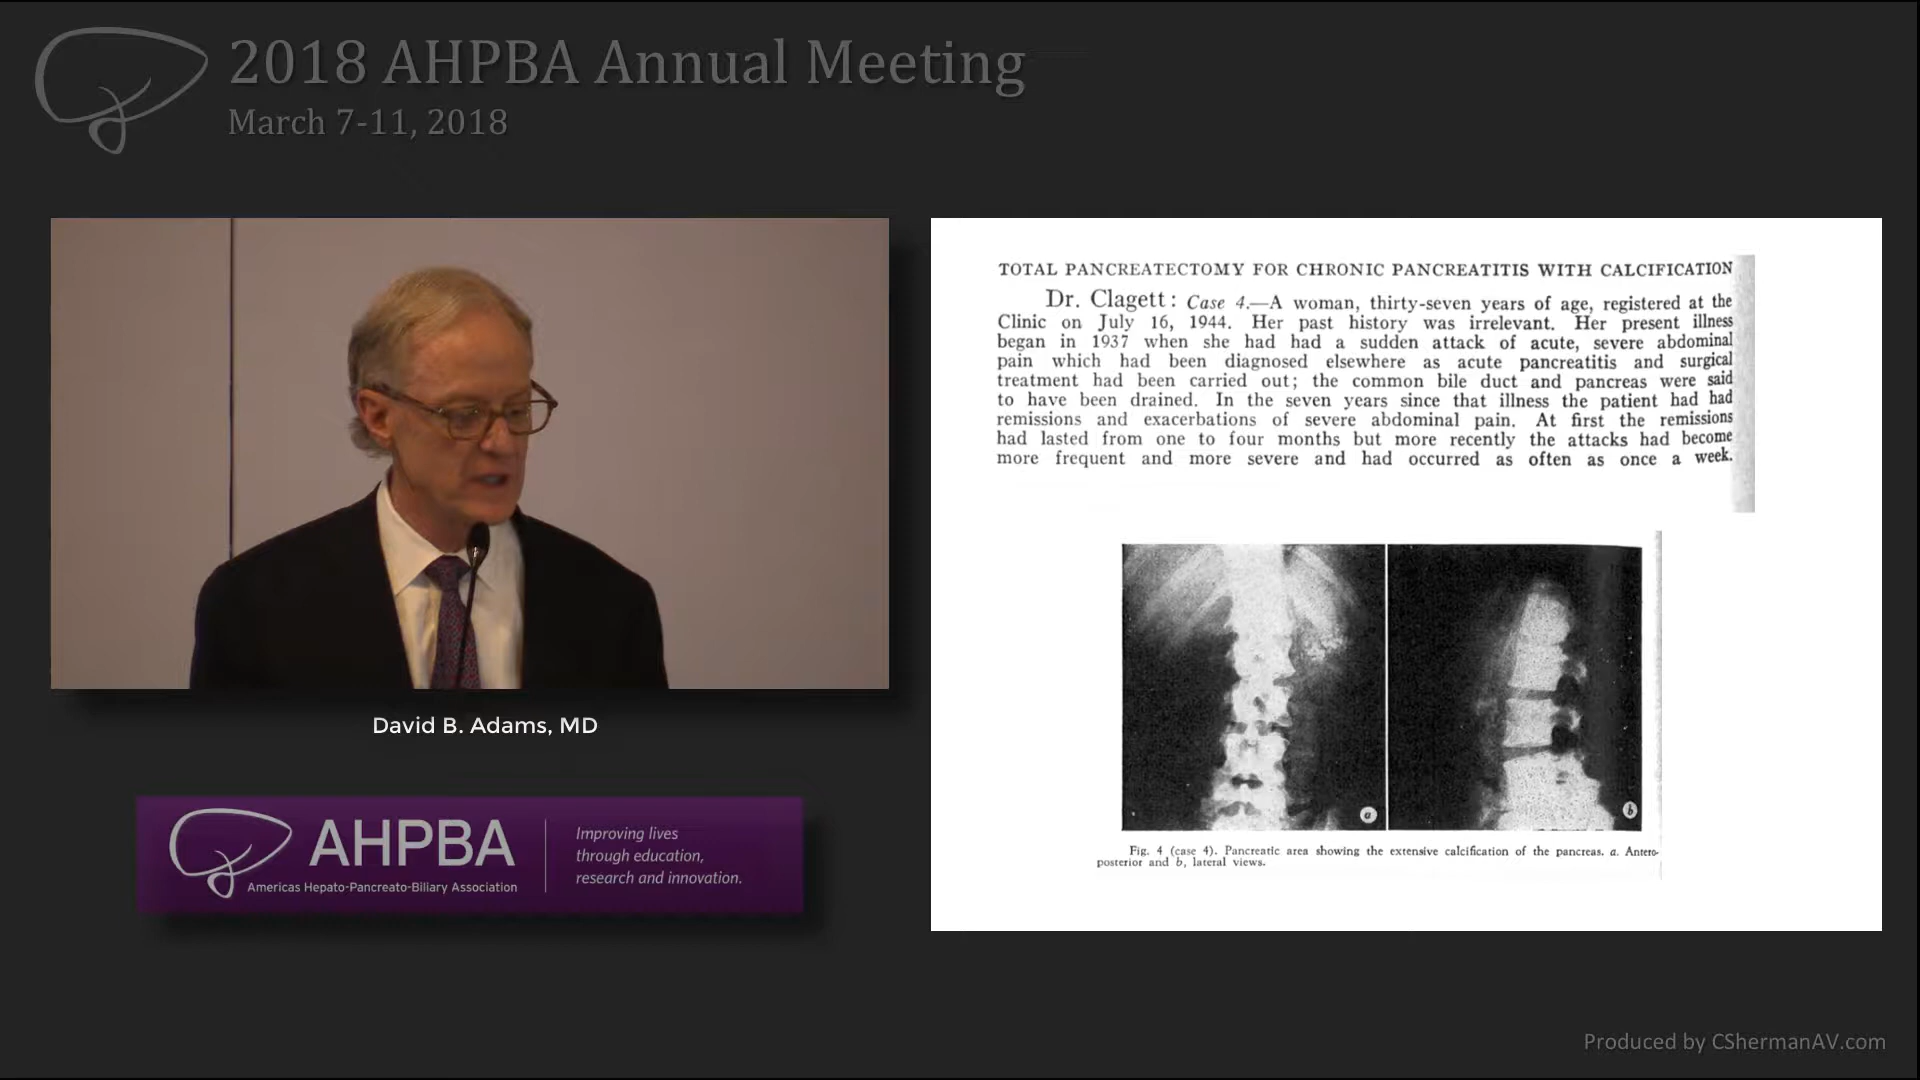 2018 AHPBA Annual Meeting
March 7-11, 2018
David B. Adams, MD
AHPBA
Americas Hepato-Pancreato-Biliary Association
Improving lives
through education,
research and innovation.
TOTAL PANCREATECTOMY FOR CHRONIC PANCREATITIS WITH CALCIFICATION
Dr. Clagett: Case 4.—A woman, thirty-seven years of age, registered at the
Clinic on July 16, 1944. Her past history was irrelevant. Her present illness
began in 1937 when she had had a sudden attack of acute, severe abdominal
pain which had been diagnosed elsewhere as acute pancreatitis and surgical
treatment had been carried out; the common bile duct and pancreas were said
to have been drained. In the seven years since that illness the patient had had
remissions and exacerbations of severe abdominal pain. At first the remissions
had lasted from one to four months but more recently the attacks had become
more frequent and more severe and had occurred as often as once a week.
a
b
Fig. 4 (case 4). Pancreatic area showing the extensive calcification of the pancreas. a. Antero-
posterior and b, lateral views.
Produced by CShermanAV.com